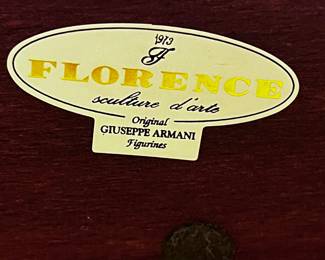 1973
F
FLORENCE
sculture d'arte
Original
GIUSEPPE ARMANI
Figurines